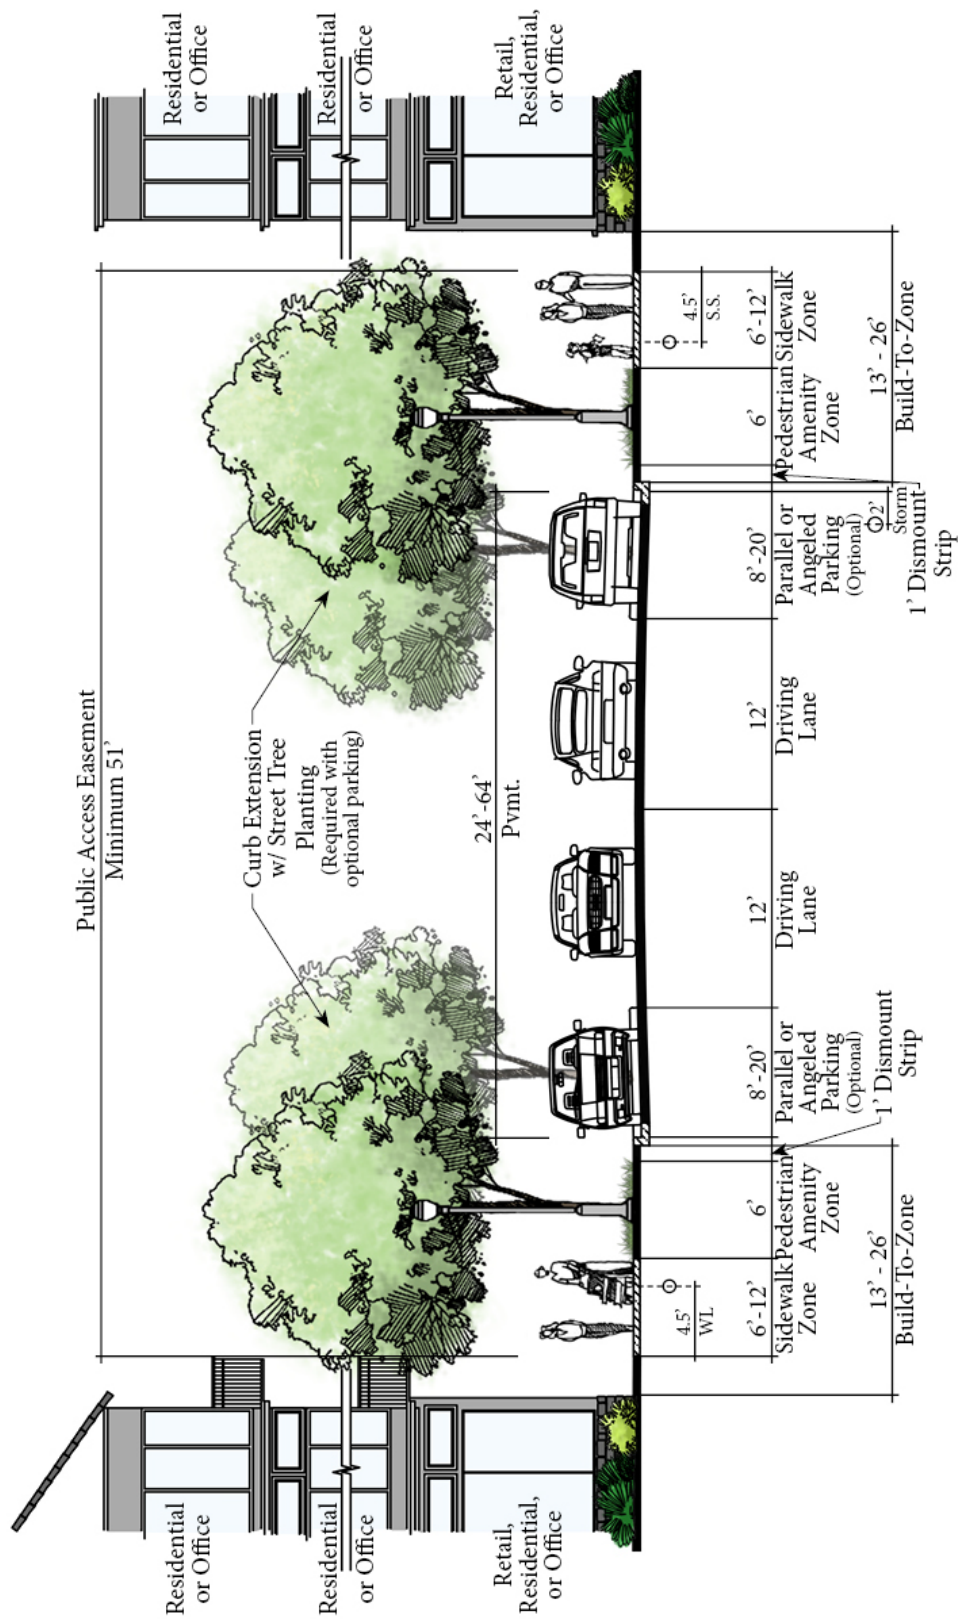 Public Access Easement
Minimum 51'
Residential
or Office
Residential
or Office
Residential
or Office
Residential
or Office
Retail,
Residential,
or Office
Retail,
Residential,
or Office
Curb Extension
w/ Street Tree
Planting
(Required with
optional parking)
24'-64'
Pvmt.
4.5'
WL
4.5'
S.S.
6'-12'
Sidewalk
Zone
6'
Pedestrian
Amenity
Zone
8'-20'
Parallel or
Angeled
Parking
(Optional)
12'
Driving
Lane
12'
Driving
Lane
8'-20'
Parallel or
Angeled
Parking
(Optional)
6'
Pedestrian
Amenity
Zone
6'-12'
Sidewalk
Zone
2'
Storm
13' - 26'
Build-To-Zone
1' Dismount
Strip
1' Dismount
Strip
13' - 26'
Build-To-Zone